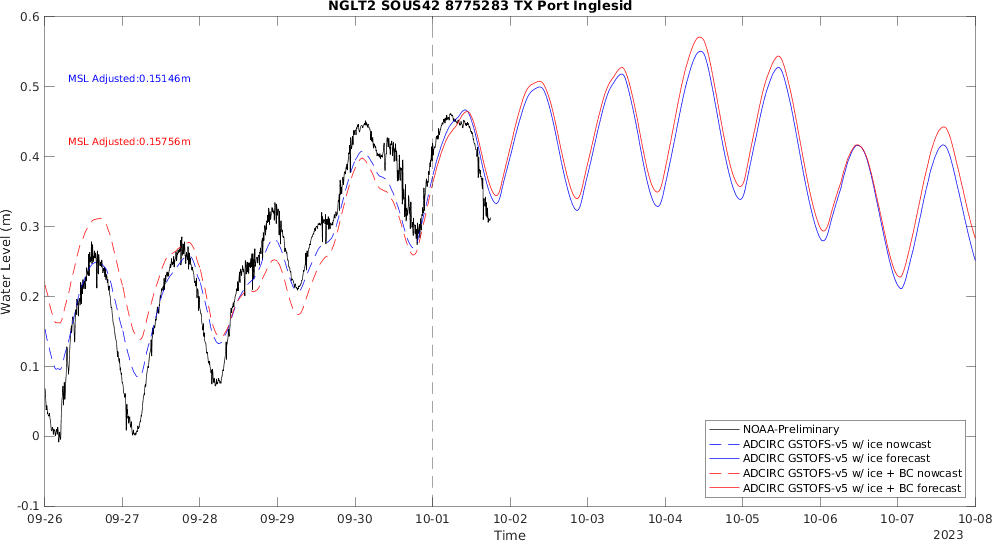 NGLT2 SOUS42 8775283 TX Port Inglesid
0.6
0.5
0.4
0.3
0.2
0.1
0
-0.1
Water Level (m)
MSL Adjusted:0.15146m
MSL Adjusted:0.15756m
NOAA-Preliminary
ADCIRC GSTOFS-v5 w/ ice nowcast
ADCIRC GSTOFS-v5 w/ ice forecast
ADCIRC GSTOFS-v5 w/ ice + BC nowcast
ADCIRC GSTOFS-v5 w/ ice + BC forecast
09-26 09-27 09-28 09-29 09-30 10-01 10-02 10-03 10-04 10-05 10-06 10-07 10-08
Time
2023